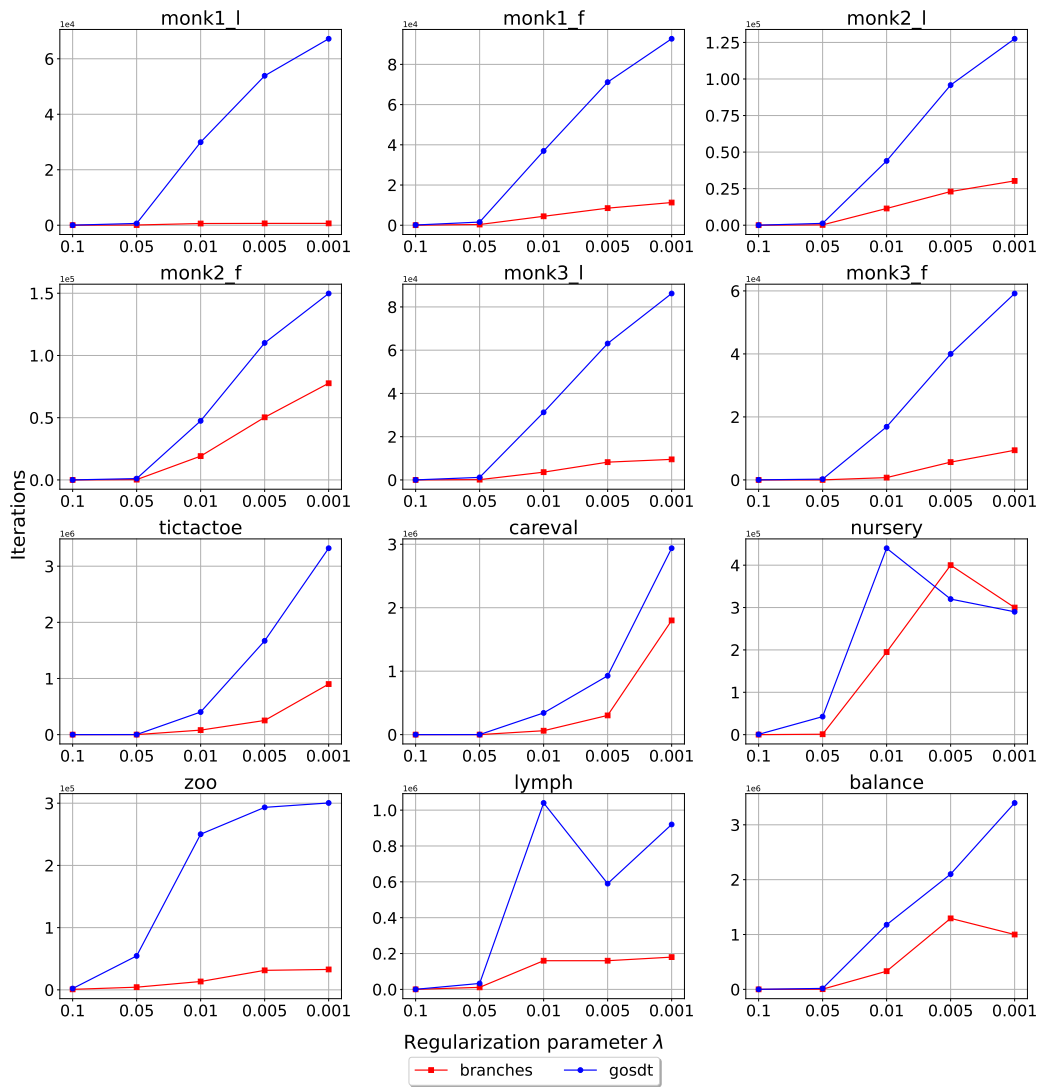 monk1_l
monk1_f
monk2_l
1e4
1e4
1e5
6
4
2
0
8
6
4
2
0
1.25
1.00
0.75
0.50
0.25
0.00
0.1 0.05 0.01 0.005 0.001
0.1 0.05 0.01 0.005 0.001
0.1 0.05 0.01 0.005 0.001
monk2_f
monk3_l
monk3_f
1e5
1e4
1e4
1.5
1.0
0.5
0.0
8
6
4
2
0
6
4
2
0
0.1 0.05 0.01 0.005 0.001
0.1 0.05 0.01 0.005 0.001
0.1 0.05 0.01 0.005 0.001
Iterations
tictactoe
careval
nursery
1e6
1e6
1e5
3
2
1
0
3
2
1
0
4
3
2
1
0
0.1 0.05 0.01 0.005 0.001
0.1 0.05 0.01 0.005 0.001
0.1 0.05 0.01 0.005 0.001
zoo
lymph
balance
1e5
1e6
1e6
3
2
1
0
1.0
0.8
0.6
0.4
0.2
0.0
3
2
1
0
0.1 0.05 0.01 0.005 0.001
0.1 0.05 0.01 0.005 0.001
0.1 0.05 0.01 0.005 0.001
Regularization parameter λ
branches
gosdt